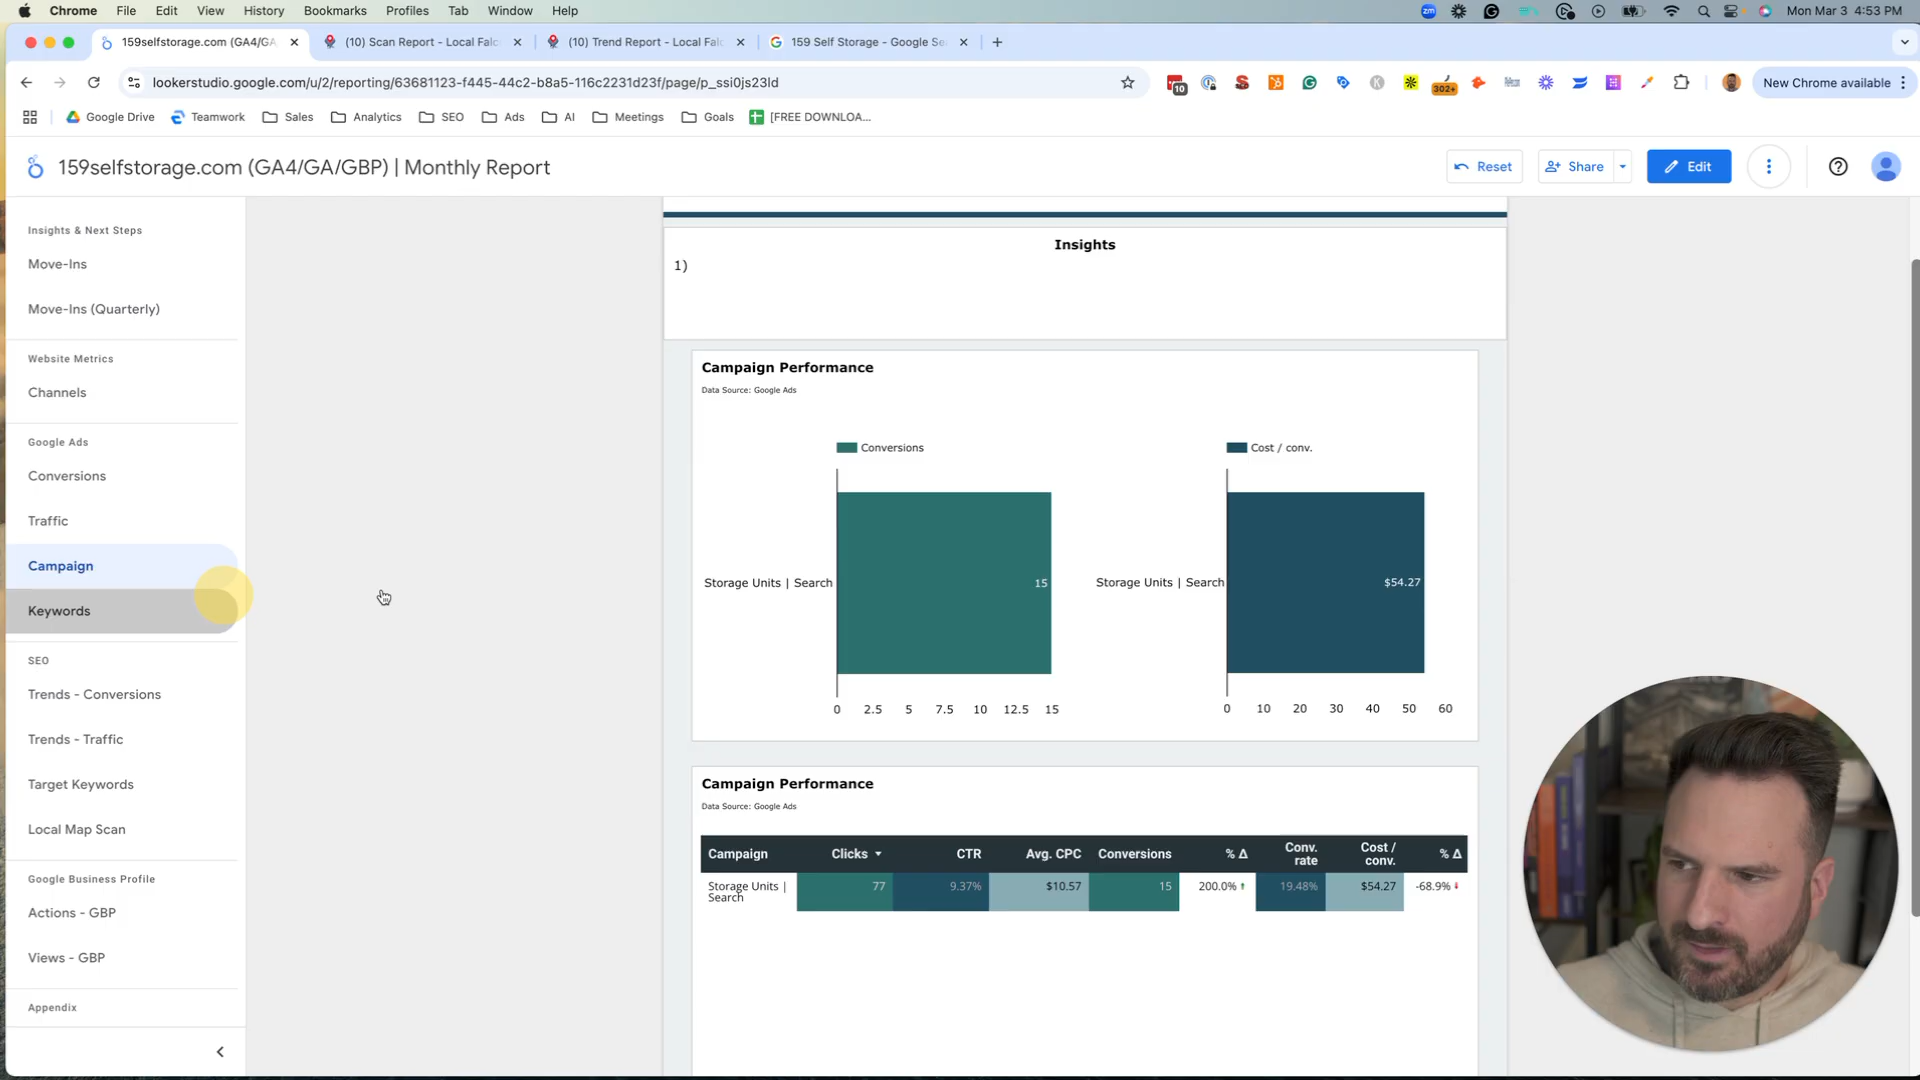 Chrome File Edit View History Bookmarks Profiles Tab Window Help
zm
Mon Mar 3 4:53 PM
159selfstorage.com (GA4/GA
(10) Scan Report - Local Falc
(10) Trend Report - Local Falc
159 Self Storage - Google Se
lookerstudio.google.com/u/2/reporting/63681123-f445-44c2-b8a5-116c2231d23f/page/p_ssi0js23ld
10
302+
New Chrome available
Google Drive Teamwork Sales Analytics SEO Ads AI Meetings Goals [FREE DOWNLOA...
159selfstorage.com (GA4/GA/GBP) | Monthly Report
Reset Share Edit
Insights & Next Steps
Move-Ins
Move-Ins (Quarterly)
Website Metrics
Channels
Google Ads
Conversions
Traffic
Campaign
Keywords
SEO
Trends - Conversions
Trends - Traffic
Target Keywords
Local Map Scan
Google Business Profile
Actions - GBP
Views - GBP
Appendix
Insights
1)
Campaign Performance
Data Source: Google Ads
Conversions
Storage Units | Search
15
0 2.5 5 7.5 10 12.5 15
Cost / conv.
Storage Units | Search
$54.27
0 10 20 30 40 50 60
Campaign Performance
Data Source: Google Ads
Campaign Clicks CTR Avg. CPC Conversions % Δ Conv. rate Cost / conv. % Δ
Storage Units | Search 77 9.37% $10.57 15 200.0% 19.48% $54.27 -68.9%